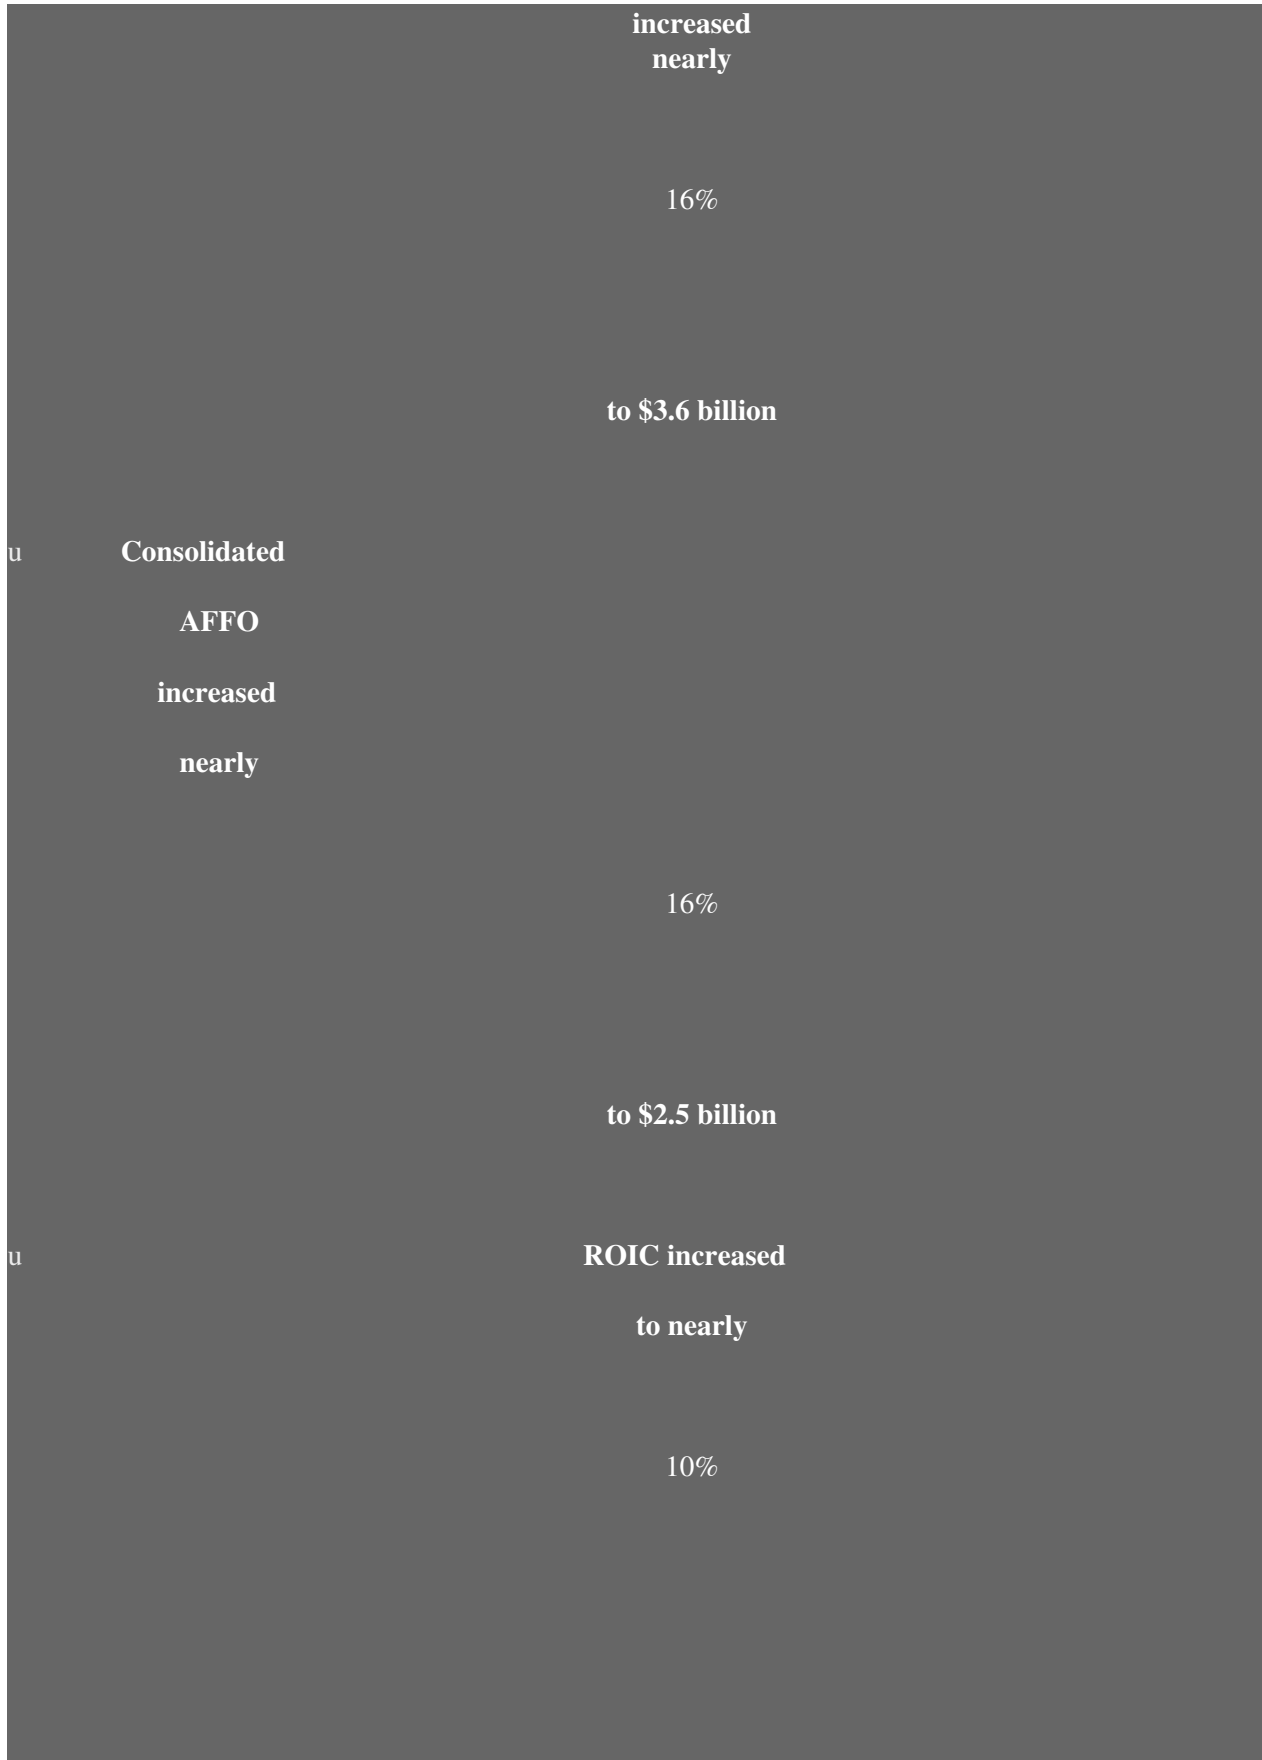 increased
nearly
16%
to $3.6 billion
u Consolidated
AFFO
increased
nearly
16%
to $2.5 billion
u ROIC increased
to nearly
10%